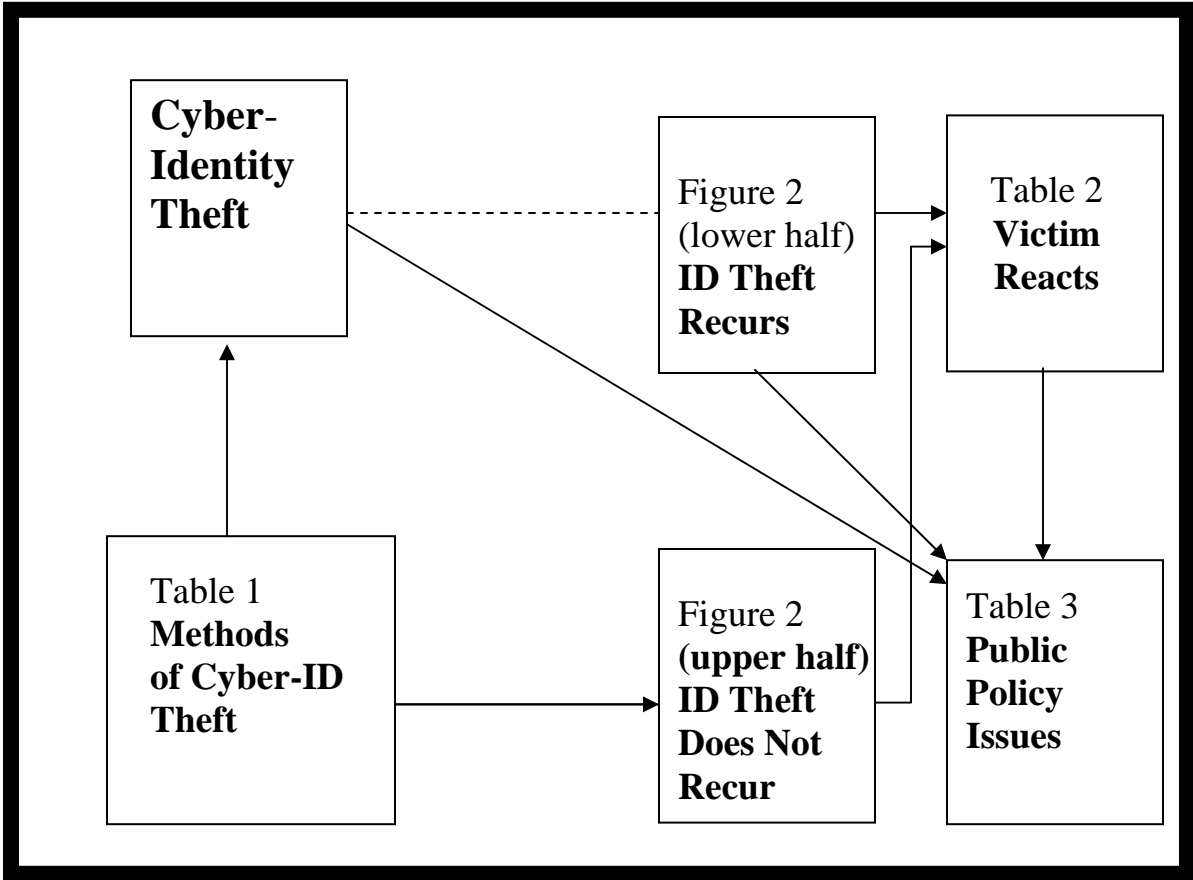 Cyber-
Identity
Theft
Figure 2
(lower half)
ID Theft
Recurs
Table 2
Victim
Reacts
Table 1
Methods
of Cyber-ID
Theft
Figure 2
(upper half)
ID Theft
Does Not
Recur
Table 3
Public
Policy
Issues